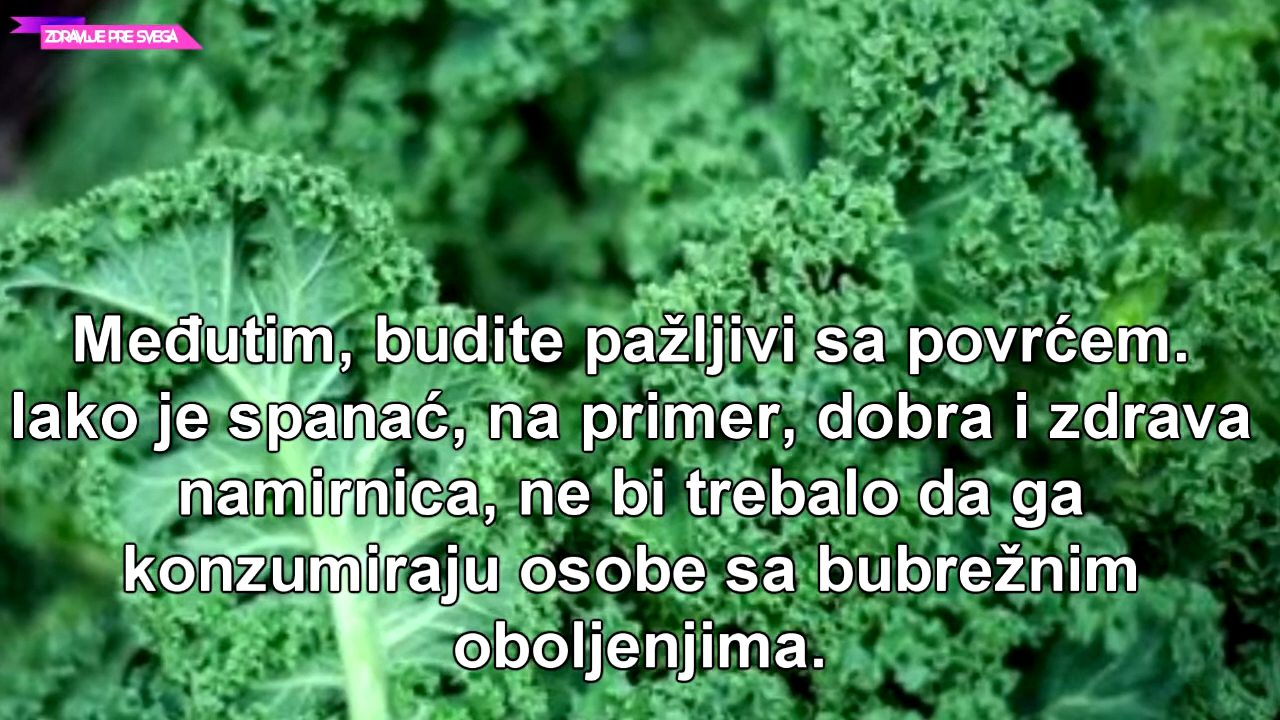 ZDRAVLJE PRE SVEGA
Međutim, budite pažljivi sa povrćem.
Iako je spanać, na primer, dobra i zdrava
namirnica, ne bi trebalo da ga
konzumiraju osobe sa bubrežnim
oboljenjima.